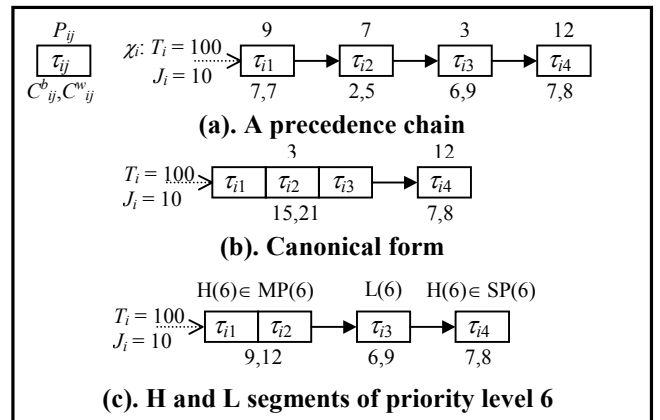 P_ij 9 7 3 12
τ_ij χ_i: T_i = 100 τ_i1 τ_i2 τ_i3 τ_i4
J_i = 10
C^b_ij,C^w_ij 7,7 2,5 6,9 7,8
(a). A precedence chain
3 12
T_i = 100 τ_i1 τ_i2 τ_i3 τ_i4
J_i = 10
15,21 7,8
(b). Canonical form
H(6)∈ MP(6) L(6) H(6)∈ SP(6)
T_i = 100 τ_i1 τ_i2 τ_i3 τ_i4
J_i = 10
9,12 6,9 7,8
(c). H and L segments of priority level 6